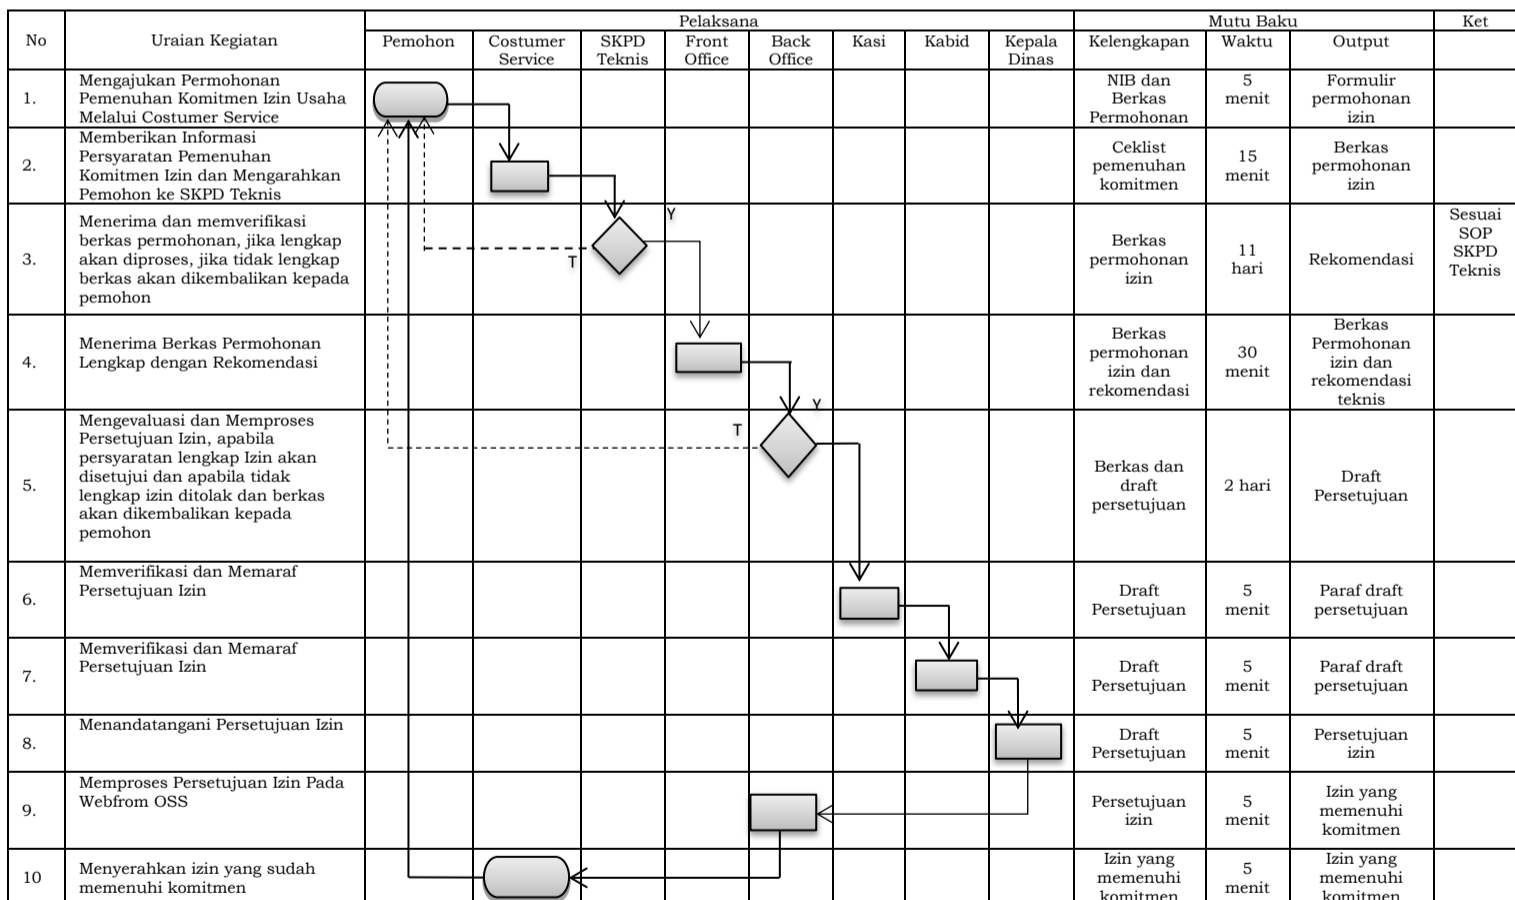 No
Uraian Kegiatan
Pelaksana
Mutu Baku
Ket
Pemohon
Costumer
Service
SKPD
Teknis
Front
Office
Back
Office
Kasi
Kabid
Kepala
Dinas
Kelengkapan
Waktu
Output
1.
Mengajukan Permohonan
Pemenuhan Komitmen Izin Usaha
Melalui Costumer Service
NIB dan
Berkas
Permohonan
5
menit
Formulir
permohonan
izin
2.
Memberikan Informasi
Persyaratan Pemenuhan
Komitmen Izin dan Mengarahkan
Pemohon ke SKPD Teknis
Ceklist
pemenuhan
komitmen
15
menit
Berkas
permohonan
izin
3.
Menerima dan memverifikasi
berkas permohonan, jika lengkap
akan diproses, jika tidak lengkap
berkas akan dikembalikan kepada
pemohon
Y
T
Berkas
permohonan
izin
11
hari
Rekomendasi
Sesuai
SOP
SKPD
Teknis
4.
Menerima Berkas Permohonan
Lengkap dengan Rekomendasi
Berkas
permohonan
izin dan
rekomendasi
30
menit
Berkas
Permohonan
izin dan
rekomendasi
teknis
5.
Mengevaluasi dan Memproses
Persetujuan Izin, apabila
persyaratan lengkap Izin akan
disetujui dan apabila tidak
lengkap izin ditolak dan berkas
akan dikembalikan kepada
pemohon
Y
T
Berkas dan
draft
persetujuan
2 hari
Draft
Persetujuan
6.
Memverifikasi dan Memaraf
Persetujuan Izin
Draft
Persetujuan
5
menit
Paraf draft
persetujuan
7.
Memverifikasi dan Memaraf
Persetujuan Izin
Draft
Persetujuan
5
menit
Paraf draft
persetujuan
8.
Menandatangani Persetujuan Izin
Draft
Persetujuan
5
menit
Persetujuan
izin
9.
Memproses Persetujuan Izin Pada
Webfrom OSS
Persetujuan
izin
5
menit
Izin yang
memenuhi
komitmen
10
Menyerahkan izin yang sudah
memenuhi komitmen
Izin yang
memenuhi
komitmen
5
menit
Izin yang
memenuhi
komitmen